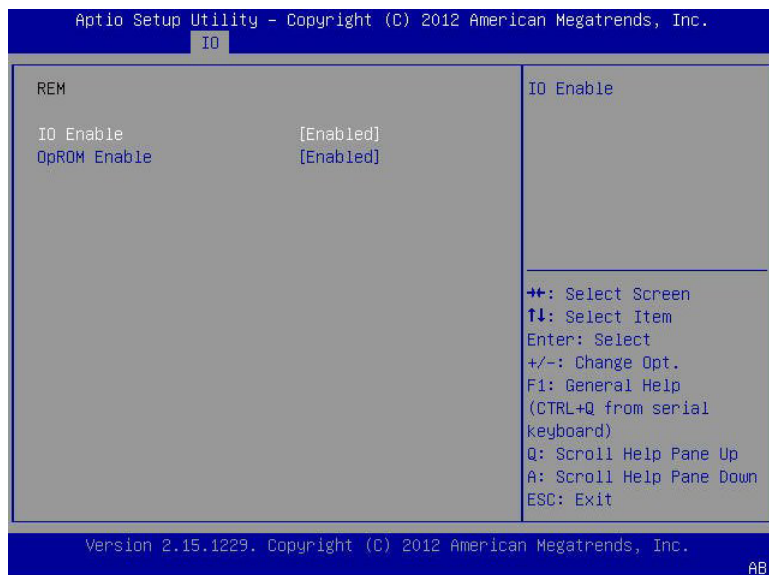 Aptio Setup Utility – Copyright (C) 2012 American Megatrends, Inc.
IO
REM
IO Enable [Enabled]
OpROM Enable [Enabled]
IO Enable
→←: Select Screen
↑↓: Select Item
Enter: Select
+/-: Change Opt.
F1: General Help
(CTRL+Q from serial
keyboard)
Q: Scroll Help Pane Up
A: Scroll Help Pane Down
ESC: Exit
Version 2.15.1229. Copyright (C) 2012 American Megatrends, Inc.
AB